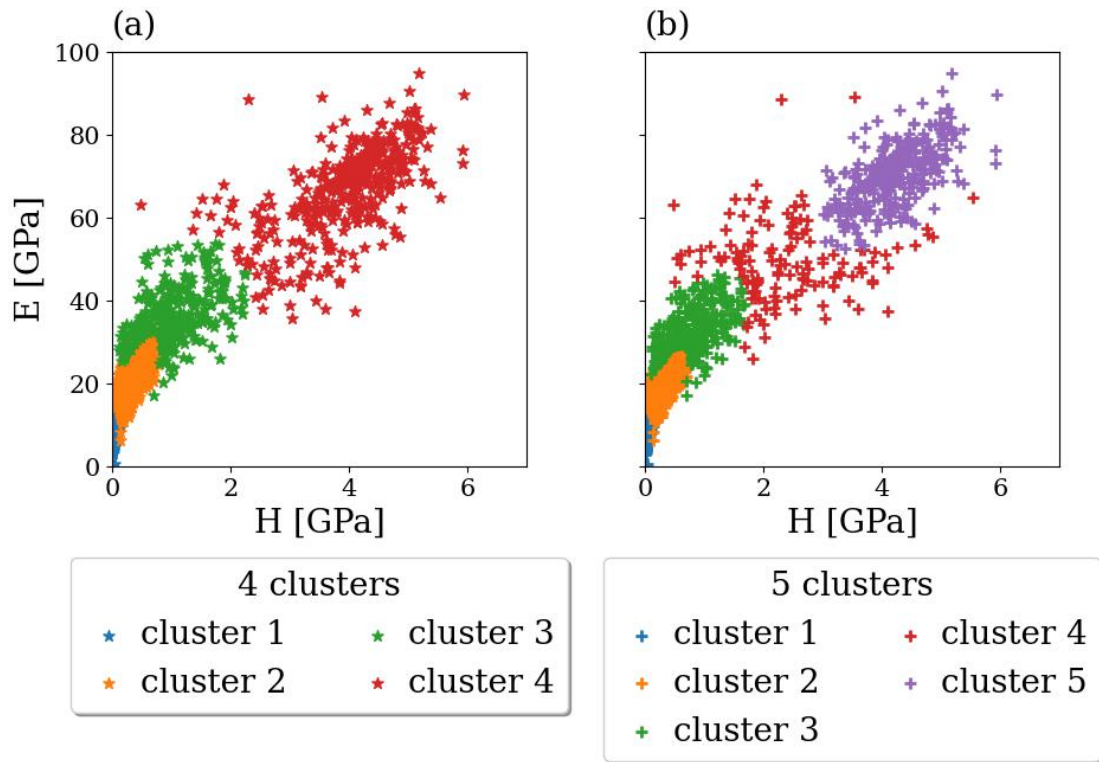 (a)
(b)
100
80
60
40
20
0
E [GPa]
0 2 4 6
0 2 4 6
H [GPa]
H [GPa]
4 clusters
cluster 1
cluster 3
cluster 2
cluster 4
5 clusters
cluster 1
cluster 4
cluster 2
cluster 5
cluster 3